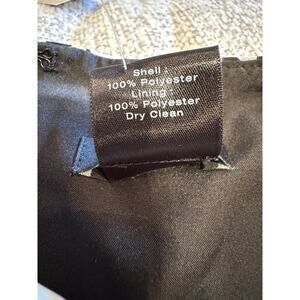 Shell :
100% Polyester
Lining :
100% Polyester
Dry Clean